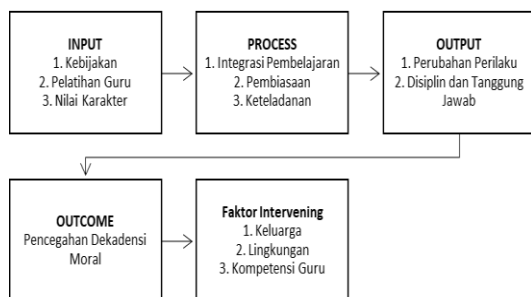 INPUT
1. Kebijakan
2. Pelatihan Guru
3. Nilai Karakter
PROCESS
1. Integrasi Pembelajaran
2. Pembiasaan
3. Keteladanan
OUTPUT
1. Perubahan Perilaku
2. Disiplin dan Tanggung
Jawab
OUTCOME
Pencegahan Dekadensi
Moral
Faktor Intervening
1. Keluarga
2. Lingkungan
3. Kompetensi Guru